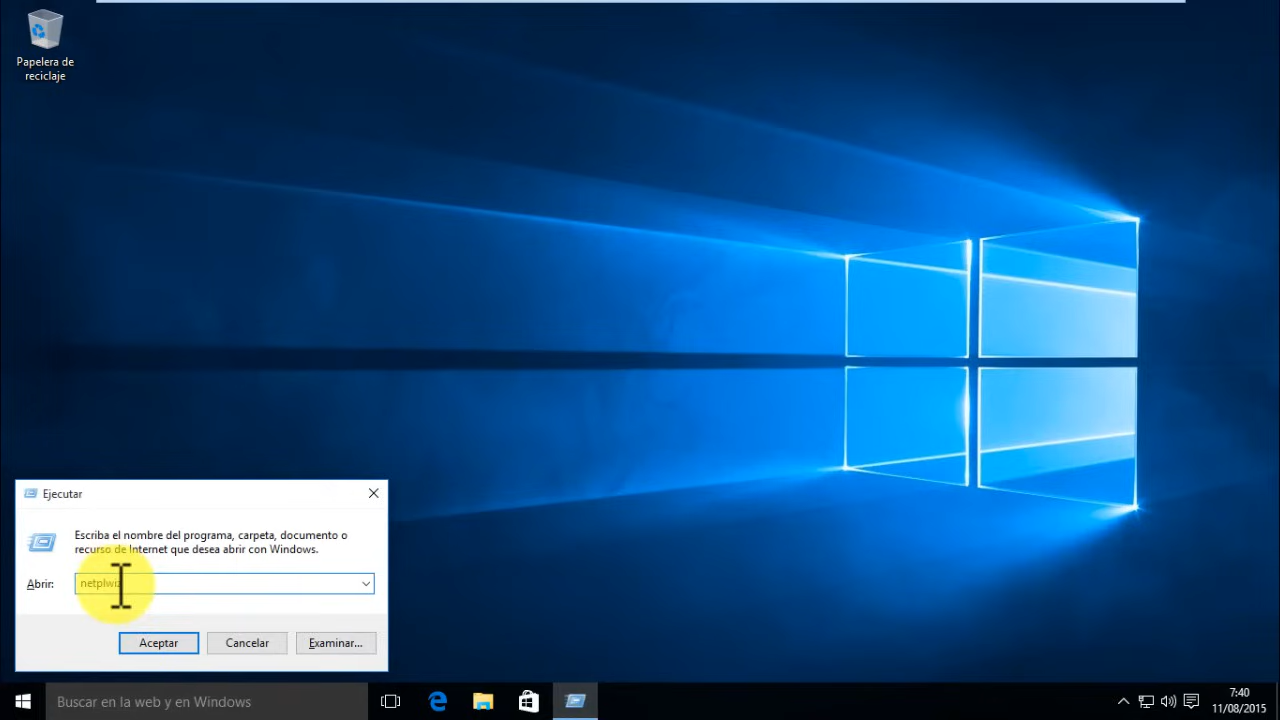 Papelera de
reciclaje
Ejecutar
Escriba el nombre del programa, carpeta, documento o
recurso de Internet que desea abrir con Windows.
Abrir:
netplwiz
Aceptar
Cancelar
Examinar...
Buscar en la web y en Windows
7:40
11/08/2015